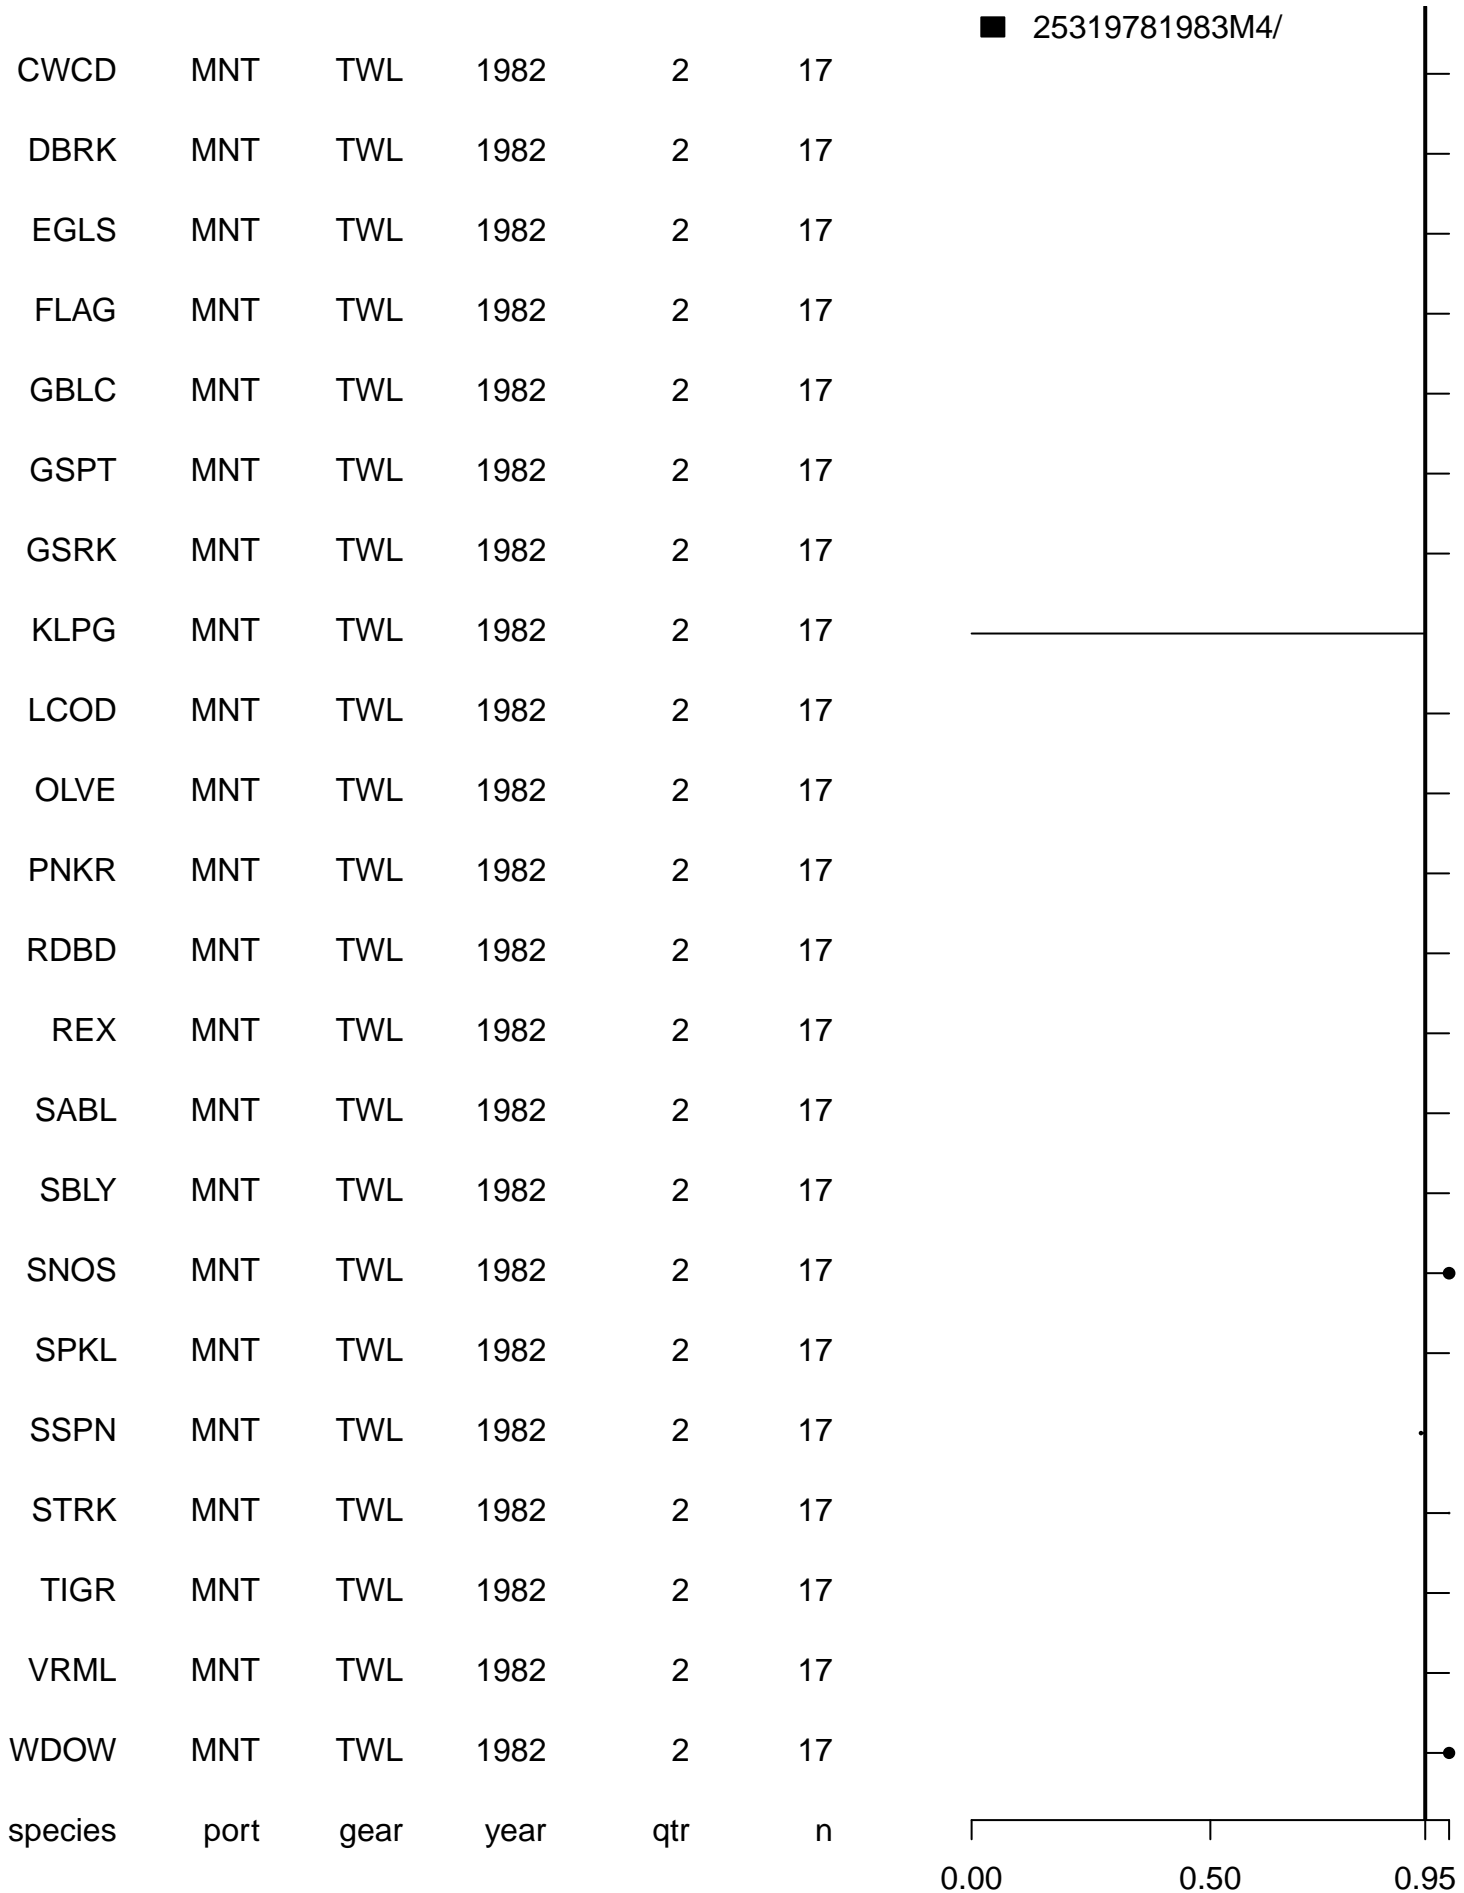 25319781983M4/
CWCD MNT TWL 1982 2 17
DBRK MNT TWL 1982 2 17
EGLS MNT TWL 1982 2 17
FLAG MNT TWL 1982 2 17
GBLC MNT TWL 1982 2 17
GSPT MNT TWL 1982 2 17
GSRK MNT TWL 1982 2 17
KLPG MNT TWL 1982 2 17
LCOD MNT TWL 1982 2 17
OLVE MNT TWL 1982 2 17
PNKR MNT TWL 1982 2 17
RDBD MNT TWL 1982 2 17
REX MNT TWL 1982 2 17
SABL MNT TWL 1982 2 17
SBLY MNT TWL 1982 2 17
SNOS MNT TWL 1982 2 17
SPKL MNT TWL 1982 2 17
SSPN MNT TWL 1982 2 17
STRK MNT TWL 1982 2 17
TIGR MNT TWL 1982 2 17
VRML MNT TWL 1982 2 17
WDOW MNT TWL 1982 2 17
species port gear year qtr n
0.00 0.50 0.95